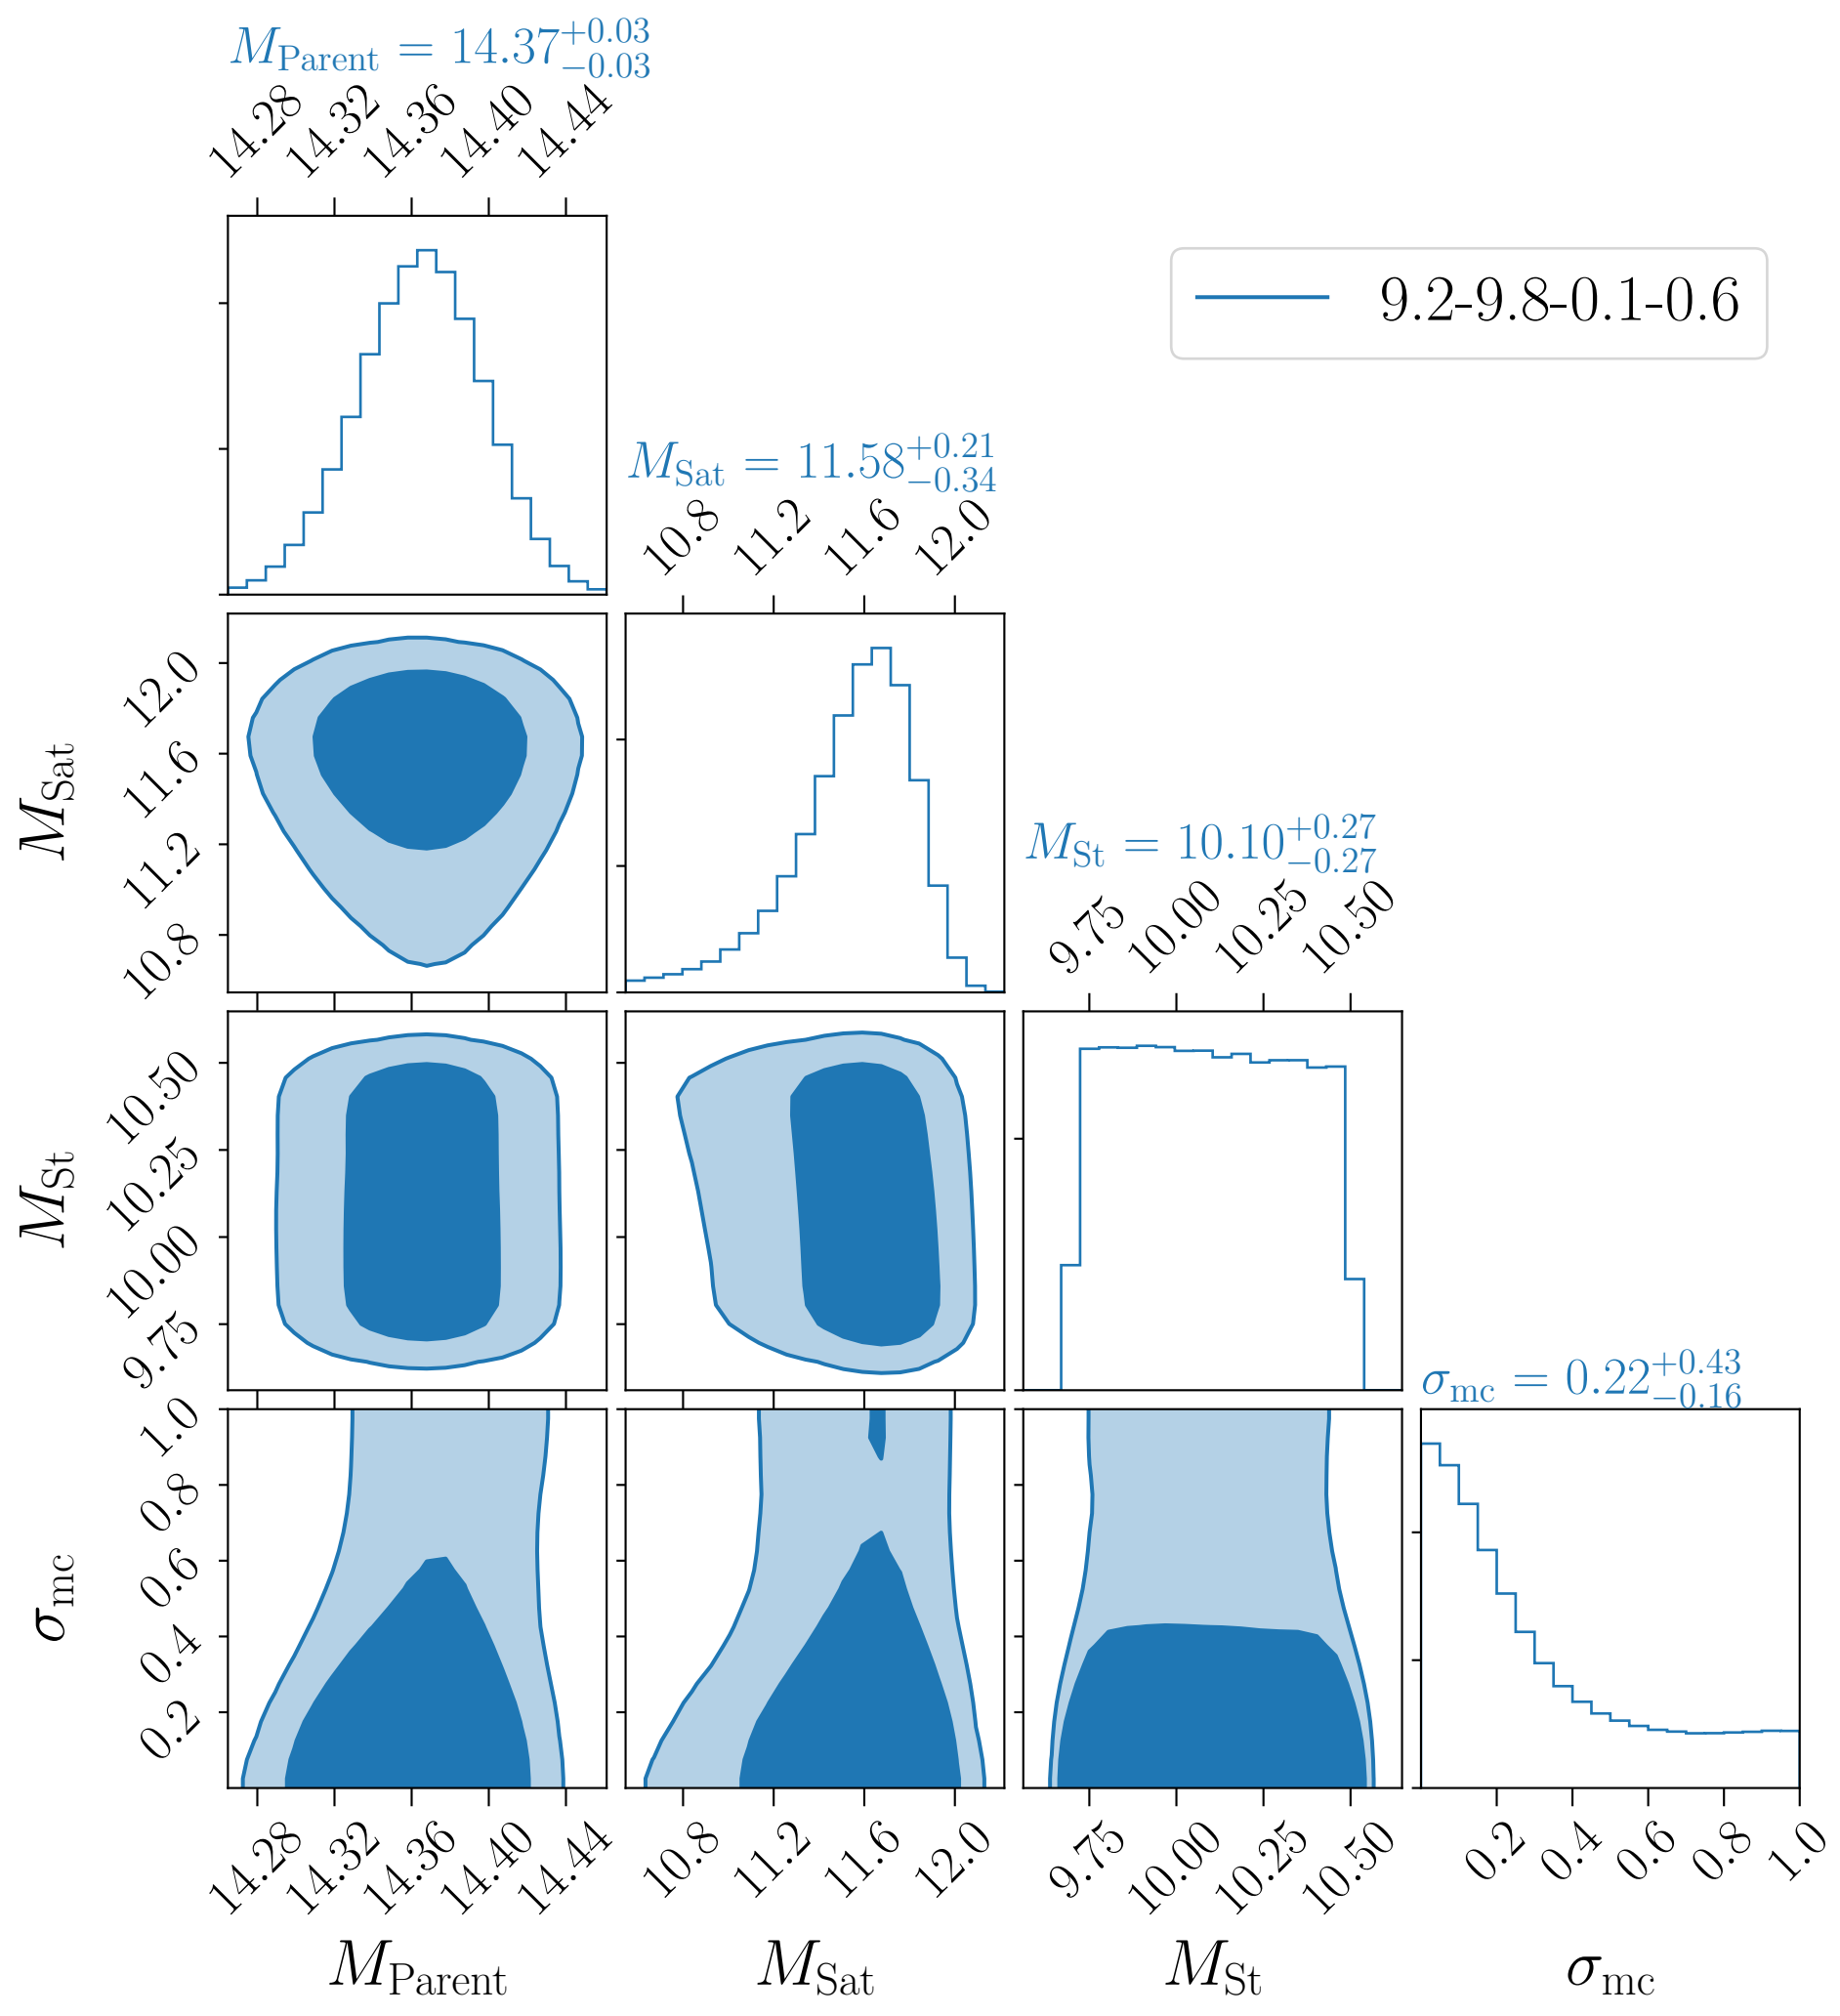 M_Parent = 14.37^{+0.03}_{-0.03}
14.28 14.32 14.36 14.40 14.44
9.2-9.8-0.1-0.6
M_Sat = 11.58^{+0.21}_{-0.34}
10.8 11.2 11.6 12.0
M_Sat
12.0
11.6
11.2
10.8
M_St = 10.10^{+0.27}_{-0.27}
9.75 10.00 10.25 10.50
M_St
10.50
10.25
10.00
9.75
σ_mc = 0.22^{+0.43}_{-0.16}
σ_mc
1.0
0.8
0.6
0.4
0.2
14.28 14.32 14.36 14.40 14.44 10.8 11.2 11.6 12.0 9.75 10.00 10.25 10.50 0.2 0.4 0.6 0.8 1.0
M_Parent M_Sat M_St σ_mc